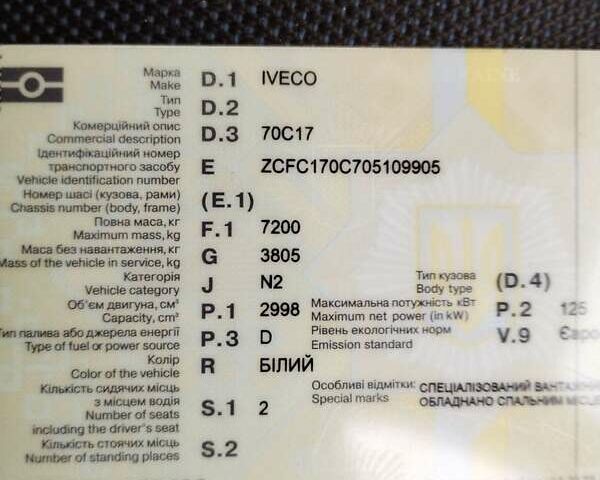 Марка D.1 IVECO
Make
Тип D.2
Type
Комерційний опис D.3 70C17
Commercial description
Ідентифікаційний номер
транспортного засобу E ZCFC170C705109905
Vehicle identification number
Номер шасі (кузова, рами) (E.1)
Chassis number (body, frame)
Повна маса, кг F.1 7200
Maximum mass, kg
Маса без навантаження, кг G 3805
Mass of the vehicle in service, kg
Категорія J N2 Тип кузова (D.4)
Vehicle category Body type
Об'єм двигуна, см³ P.1 2998 Максимальна потужність кВт P.2 125
Capacity, cm³ Maximum net power (in kW)
Тип палива або джерела енергії P.3 D Рівень екологічних норм V.9 Євро
Type of fuel or power source Emission standard
Колір R БІЛИЙ
Color of the vehicle
Кількість сидячих місць Особливі відмітки: СПЕЦІАЛІЗОВАНИЙ ВАНТАЖНИЙ
з місцем водія S.1 2 Special marks ОБЛАДНАНО СПАЛЬНИМ МІСЦЕ
Number of seats
including the driver's seat
Кількість стоячих місць S.2
Number of standing places